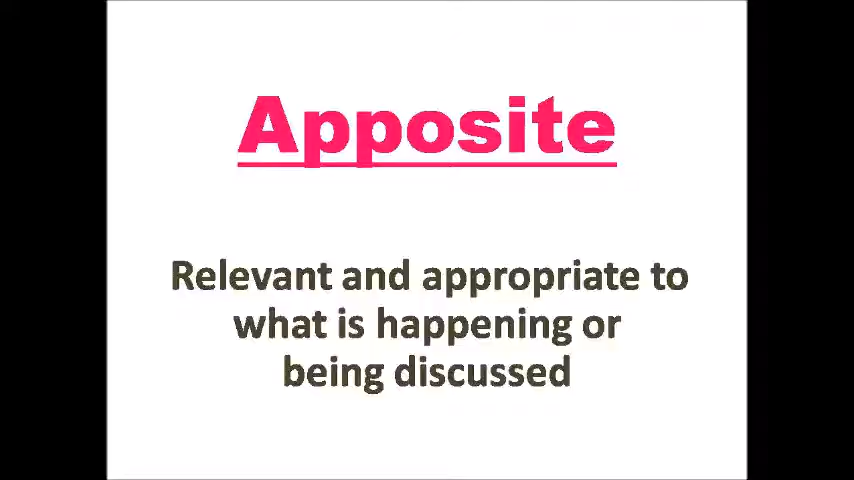 Apposite
Relevant and appropriate to
what is happening or
being discussed